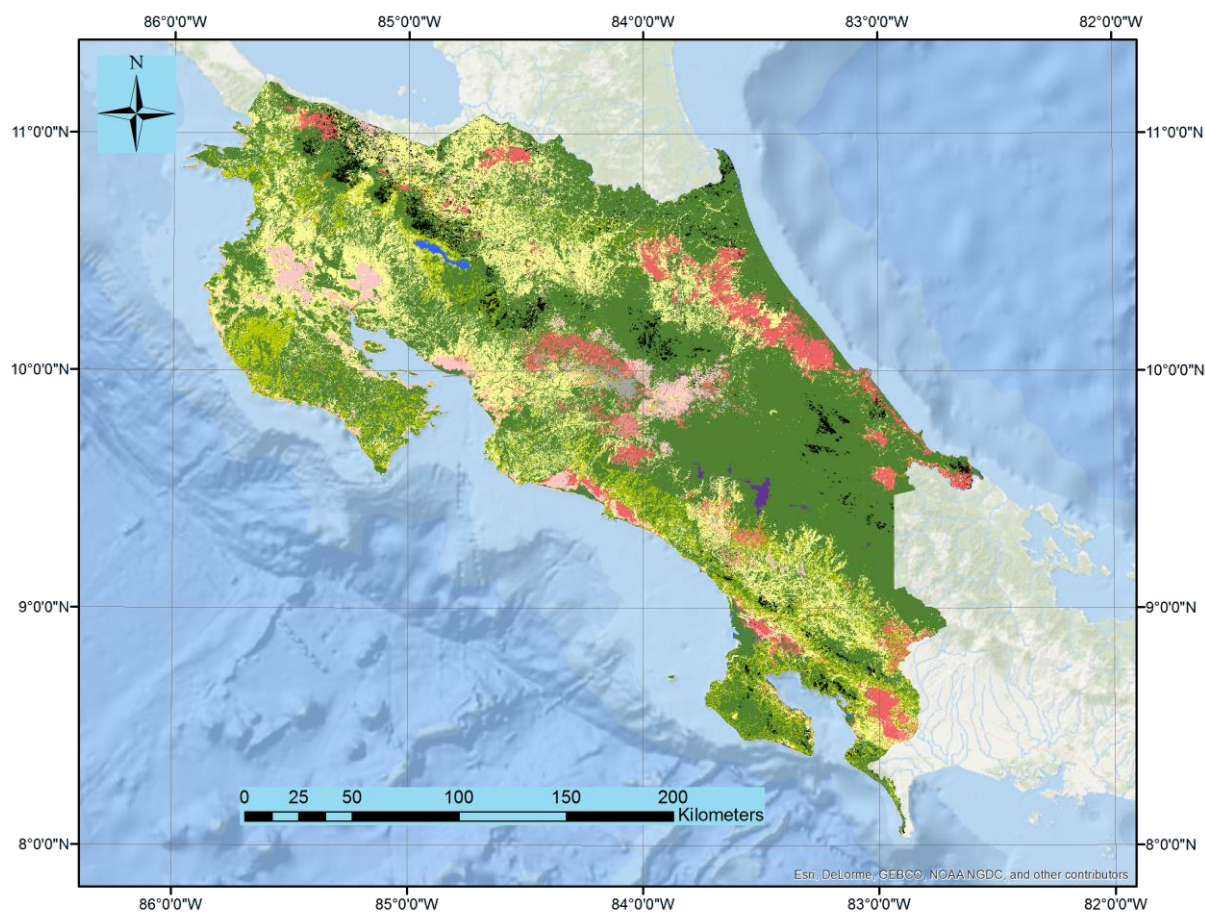 86°0'0"W 85°0'0"W 84°0'0"W 83°0'0"W 82°0'0"W
N
11°0'0"N 11°0'0"N
10°0'0"N 10°0'0"N
9°0'0"N 9°0'0"N
0 25 50 100 150 200
Kilometers
8°0'0"N 8°0'0"N
Esri, DeLorme, GEBCO, NOAA NGDC, and other contributors
86°0'0"W 85°0'0"W 84°0'0"W 83°0'0"W 82°0'0"W